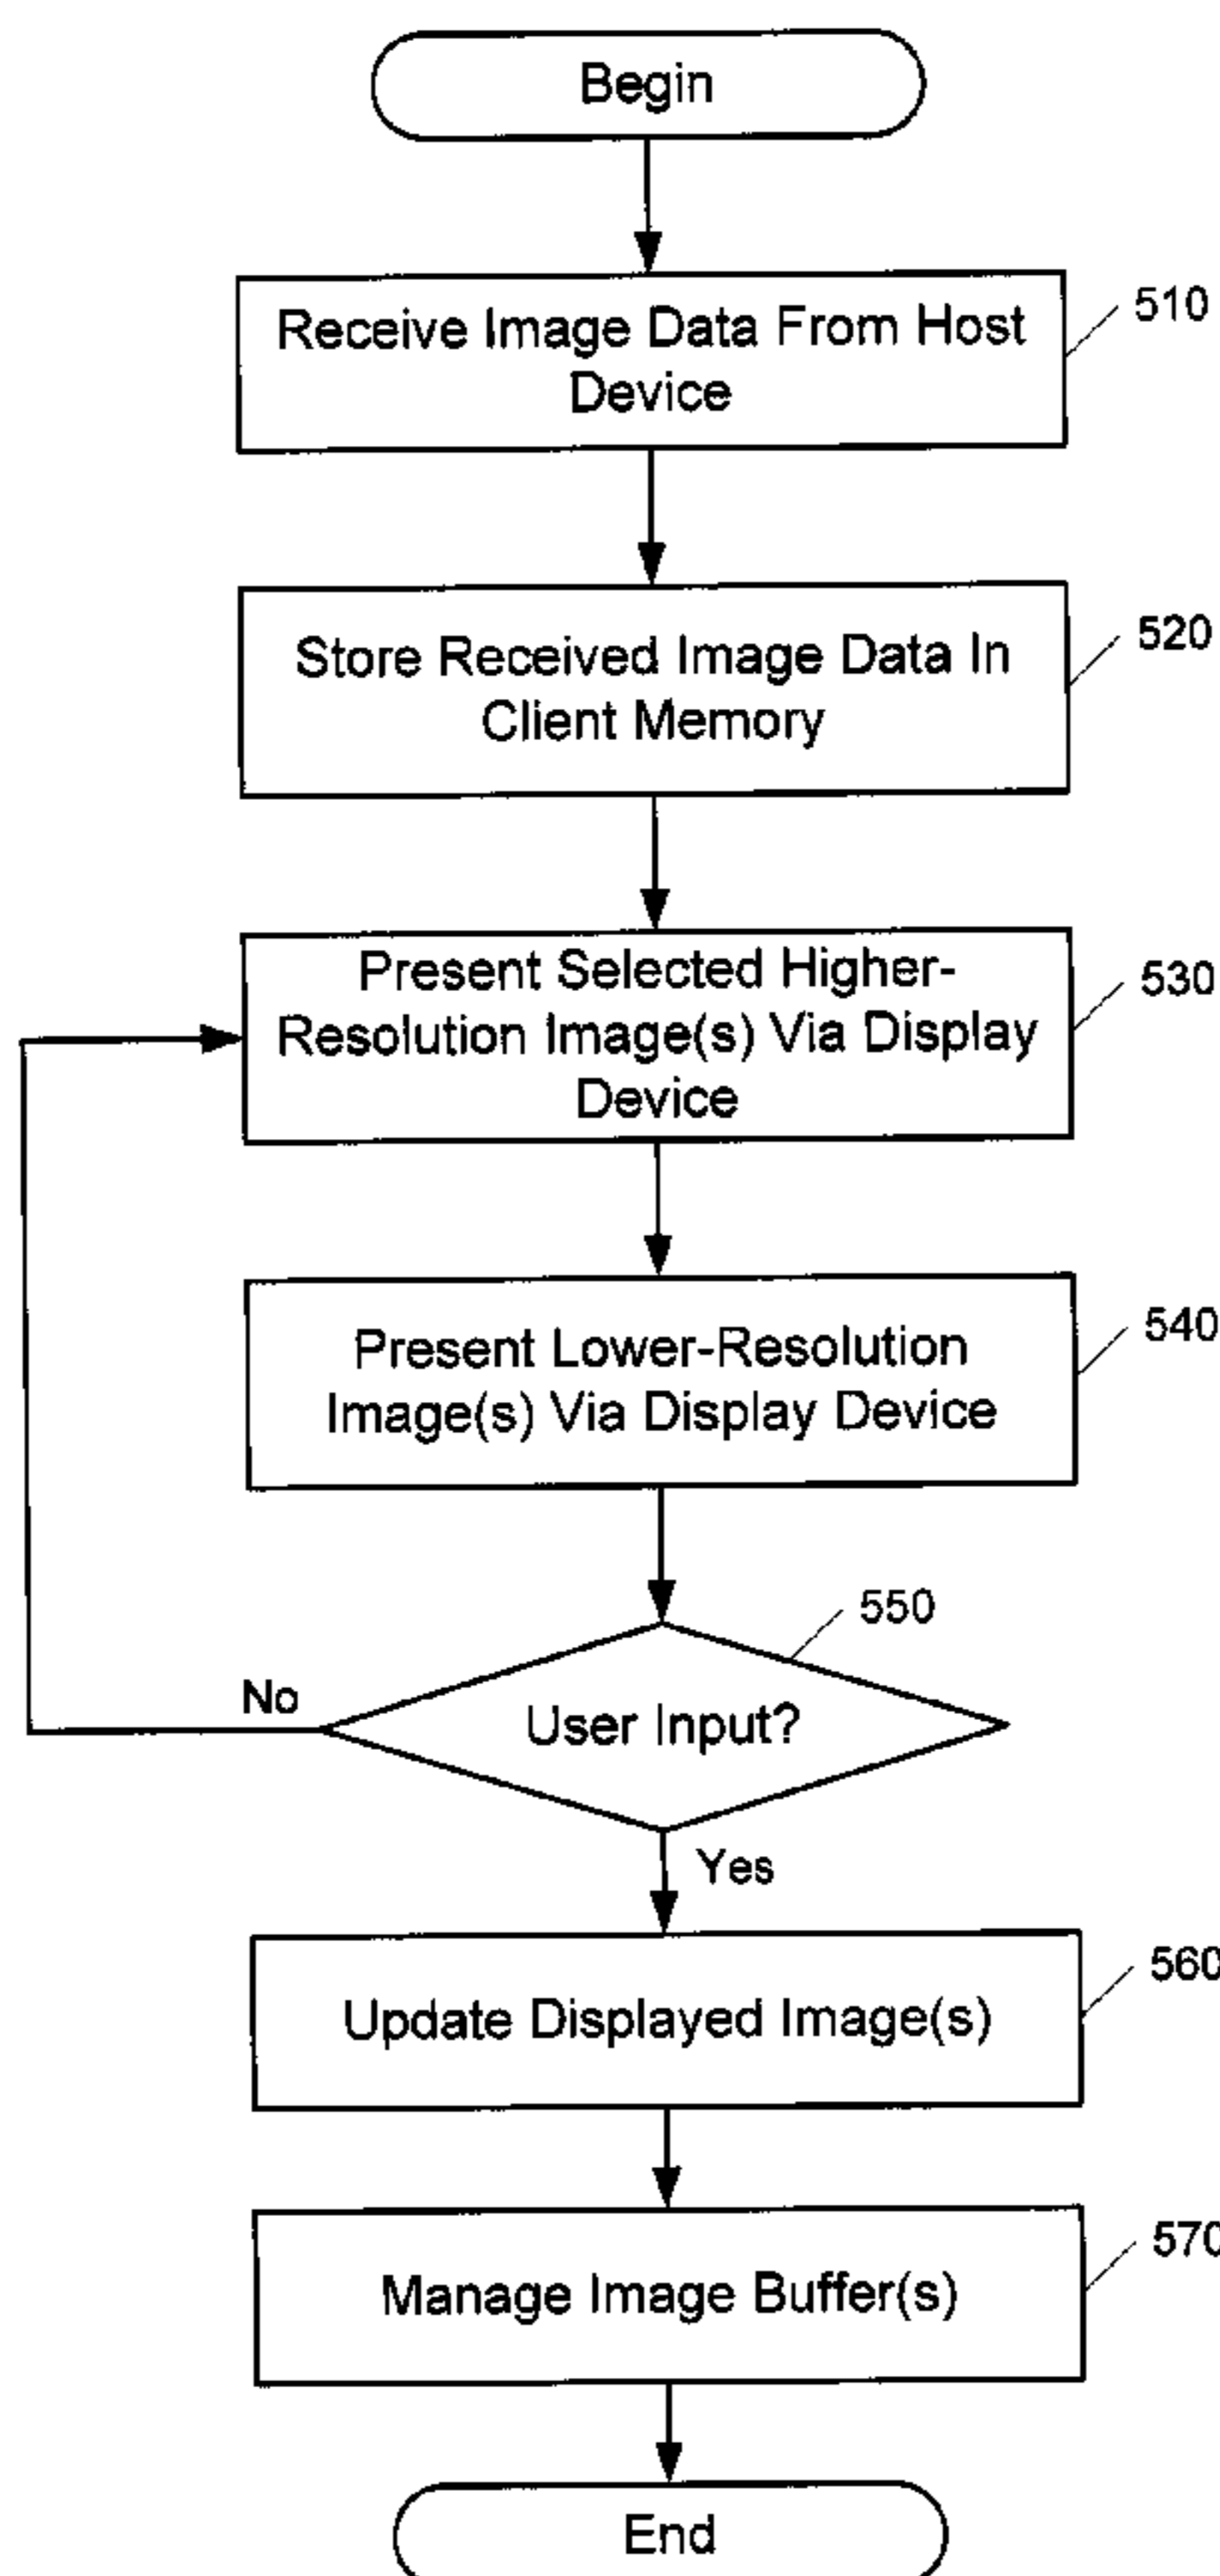 Begin
Receive Image Data From Host
Device
510
Store Received Image Data In
Client Memory
520
Present Selected Higher-
Resolution Image(s) Via Display
Device
530
Present Lower-Resolution
Image(s) Via Display Device
540
550
User Input?
No
Yes
Update Displayed Image(s)
560
Manage Image Buffer(s)
570
End